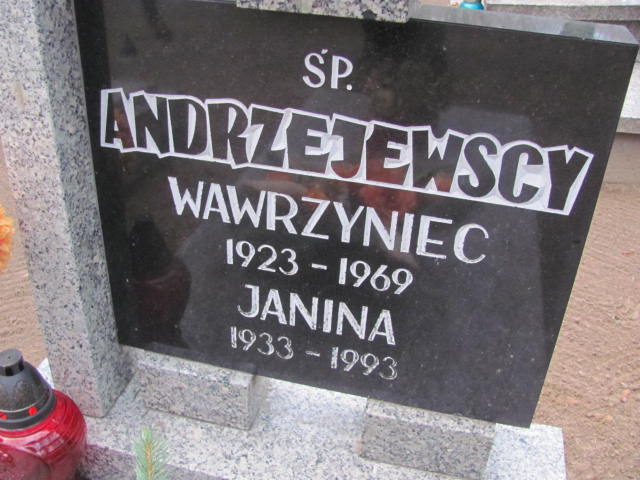 ŚP.
ANDRZEJEWSCY
WAWRZYNIEC
1923 - 1969
JANINA
1933 - 1993